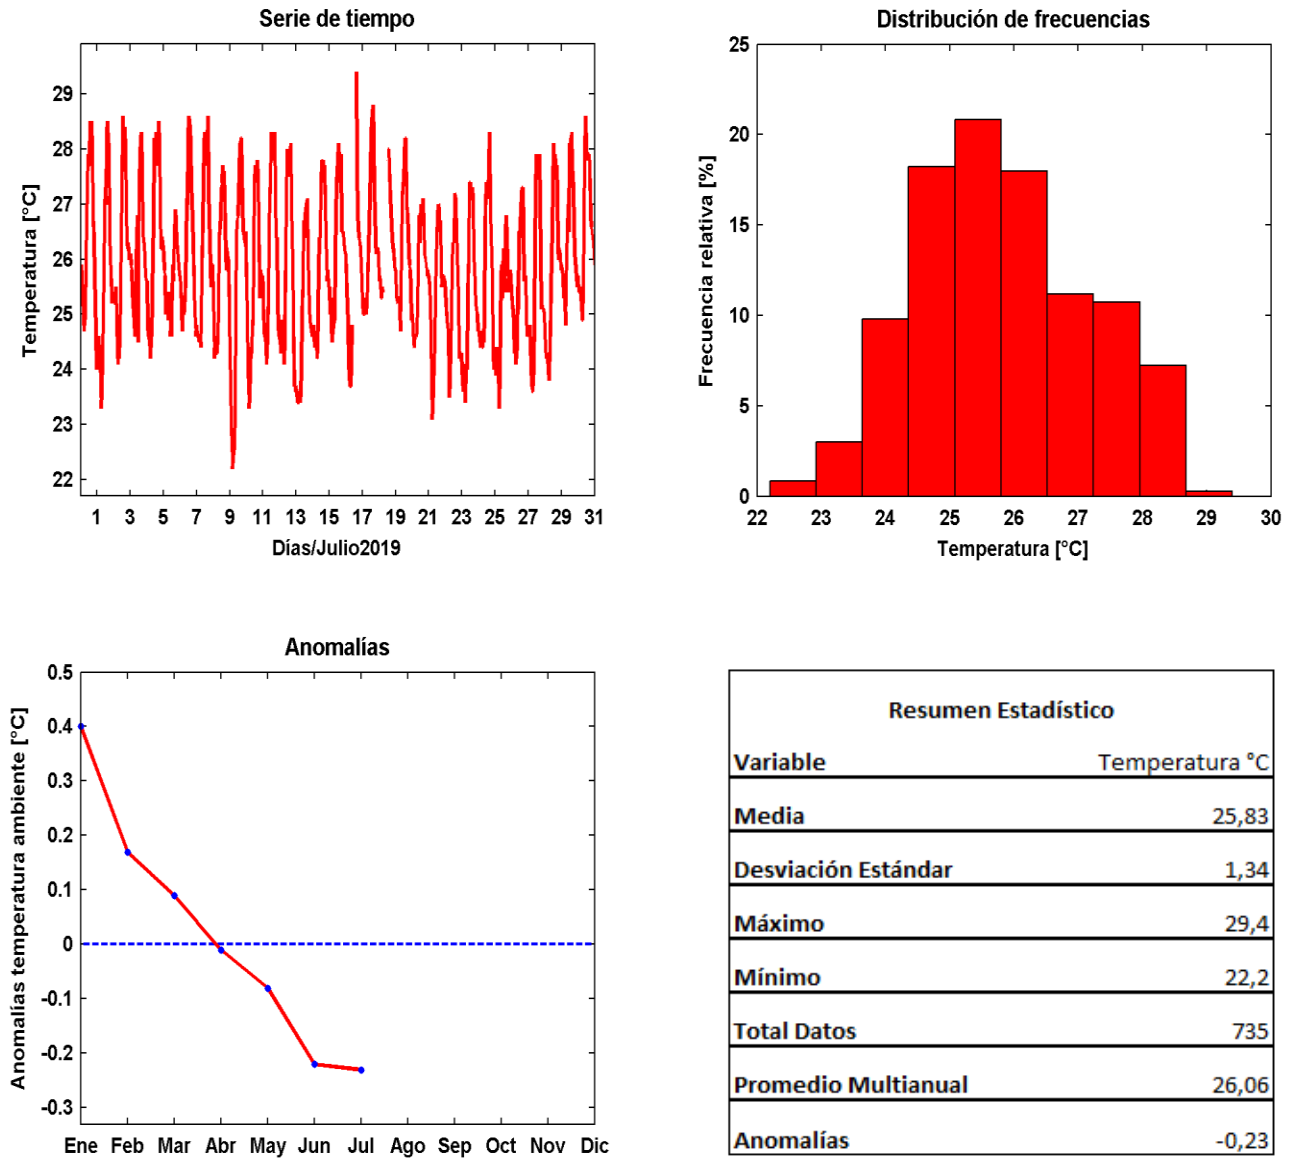 Serie de tiempo
Temperatura [°C]
29
28
27
26
25
24
23
22
1 3 5 7 9 11 13 15 17 19 21 23 25 27 29 31
Días/Julio2019
Distribución de frecuencias
Frecuencia relativa [%]
25
20
15
10
5
0
22 23 24 25 26 27 28 29 30
Temperatura [°C]
Anomalías
Anomalías temperatura ambiente [°C]
0.5
0.4
0.3
0.2
0.1
0
-0.1
-0.2
-0.3
Ene Feb Mar Abr May Jun Jul Ago Sep Oct Nov Dic
Resumen Estadístico
Variable Temperatura °C
Media 25,83
Desviación Estándar 1,34
Máximo 29,4
Mínimo 22,2
Total Datos 735
Promedio Multianual 26,06
Anomalías -0,23